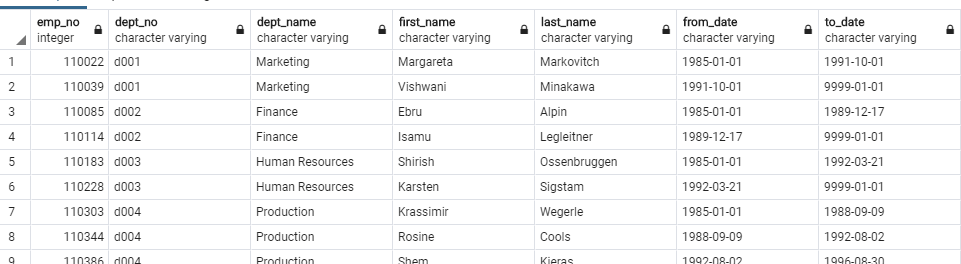 emp_no dept_no dept_name first_name last_name from_date to_date
integer character varying character varying character varying character varying character varying character varying
1 110022 d001 Marketing Margareta Markovitch 1985-01-01 1991-10-01
2 110039 d001 Marketing Vishwani Minakawa 1991-10-01 9999-01-01
3 110085 d002 Finance Ebru Alpin 1985-01-01 1989-12-17
4 110114 d002 Finance Isamu Legleitner 1989-12-17 9999-01-01
5 110183 d003 Human Resources Shirish Ossenbruggen 1985-01-01 1992-03-21
6 110228 d003 Human Resources Karsten Sigstam 1992-03-21 9999-01-01
7 110303 d004 Production Krassimir Wegerle 1985-01-01 1988-09-09
8 110344 d004 Production Rosine Cools 1988-09-09 1992-08-02
9 110386 d004 Production Shem Kieras 1992-08-02 1996-08-30